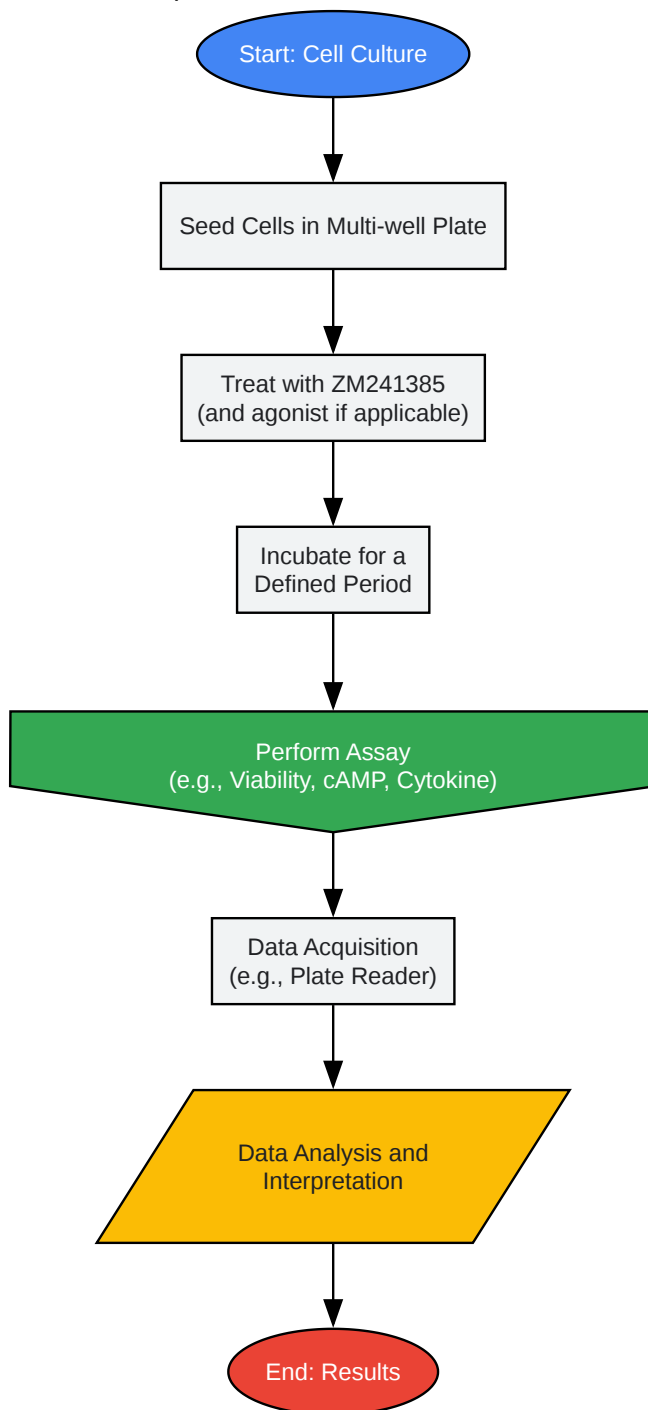 Start: Cell Culture
Seed Cells in Multi-well Plate
Treat with ZM241385
(and agonist if applicable)
Incubate for a
Defined Period
Perform Assay
(e.g., Viability, cAMP, Cytokine)
Data Acquisition
(e.g., Plate Reader)
Data Analysis and
Interpretation
End: Results